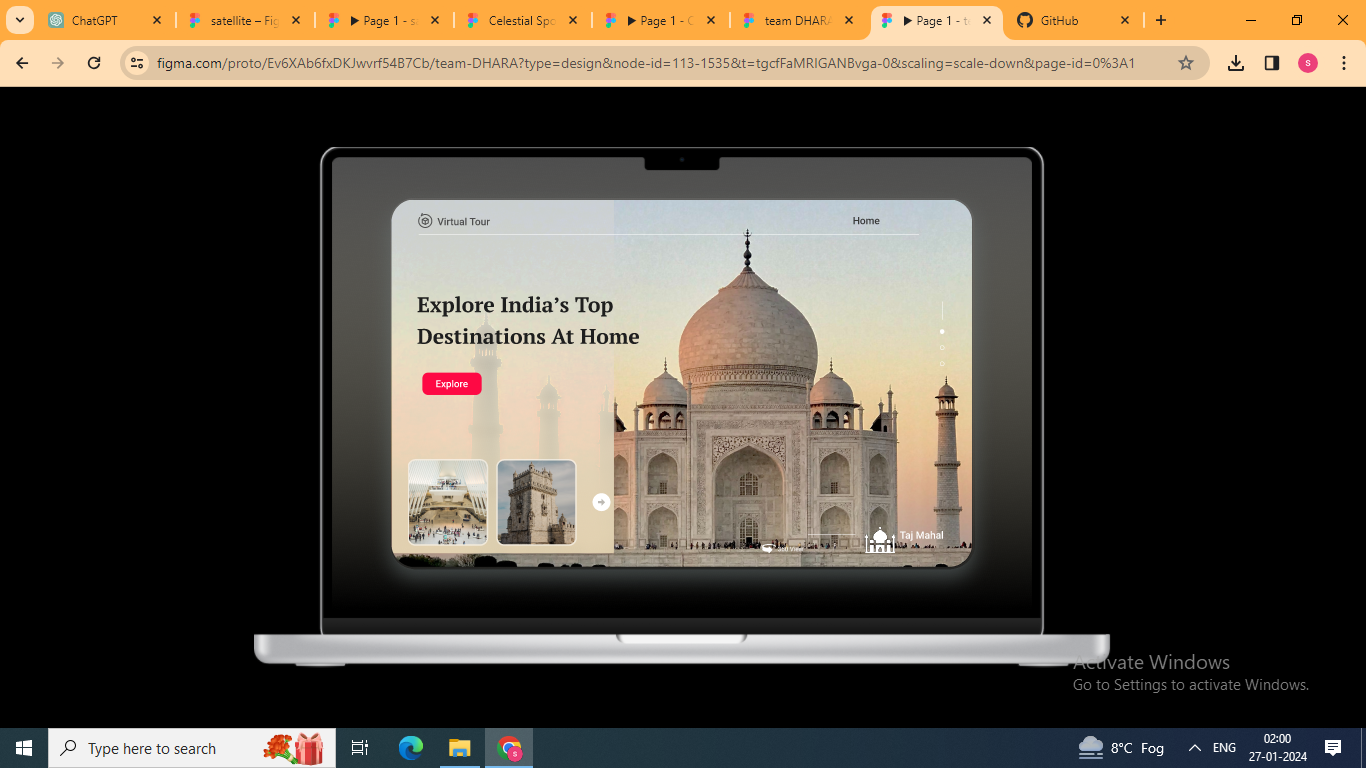 ChatGPT
satellite – Fig
Page 1 - s
Celestial Spo
Page 1 - C
team DHARA
Page 1 - t
GitHub
figma.com/proto/Ev6XAb6fxDKJwvrf54B7Cb/team-DHARA?type=design&node-id=113-1535&t=tgcfFaMRIGANBvga-0&scaling=scale-down&page-id=0%3A1
S
Virtual Tour
Home
Explore India’s Top
Destinations At Home
Explore
Taj Mahal
Activate Windows
Go to Settings to activate Windows.
Type here to search
S
8°C Fog
ENG
02:00
27-01-2024